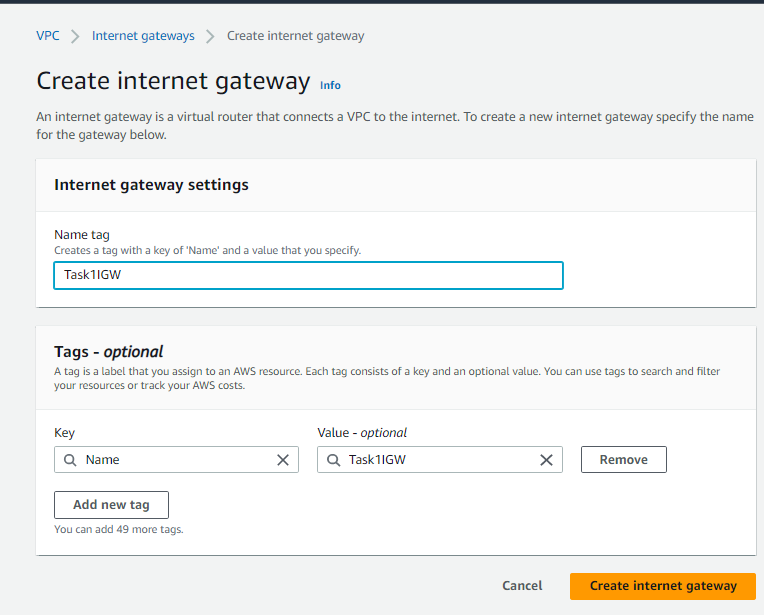 VPC > Internet gateways > Create internet gateway
Create internet gateway Info
An internet gateway is a virtual router that connects a VPC to the internet. To create a new internet gateway specify the name
for the gateway below.
Internet gateway settings
Name tag
Creates a tag with a key of 'Name' and a value that you specify.
Task1IGW
Tags - optional
A tag is a label that you assign to an AWS resource. Each tag consists of a key and an optional value. You can use tags to search and filter
your resources or track your AWS costs.
Key Value - optional
Name Task1IGW Remove
Add new tag
You can add 49 more tags.
Cancel Create internet gateway